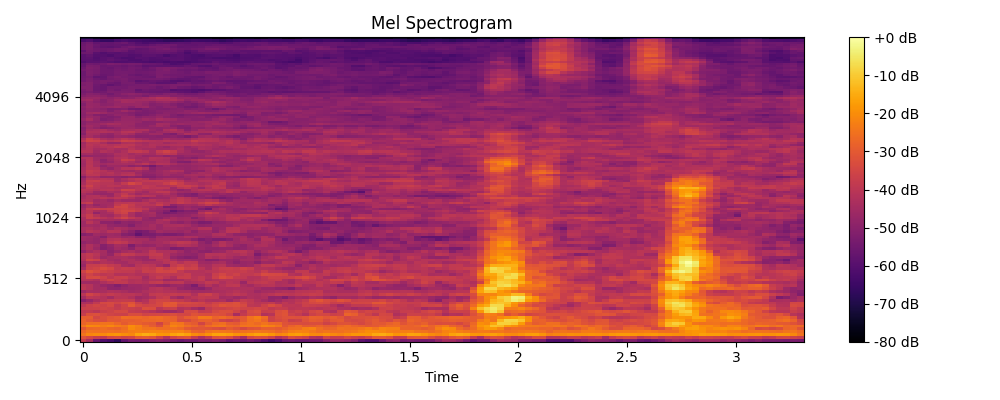 Mel Spectrogram
Hz
4096
2048
1024
512
0
0
0.5
1
1.5
2
2.5
3
Time
+0 dB
-10 dB
-20 dB
-30 dB
-40 dB
-50 dB
-60 dB
-70 dB
-80 dB